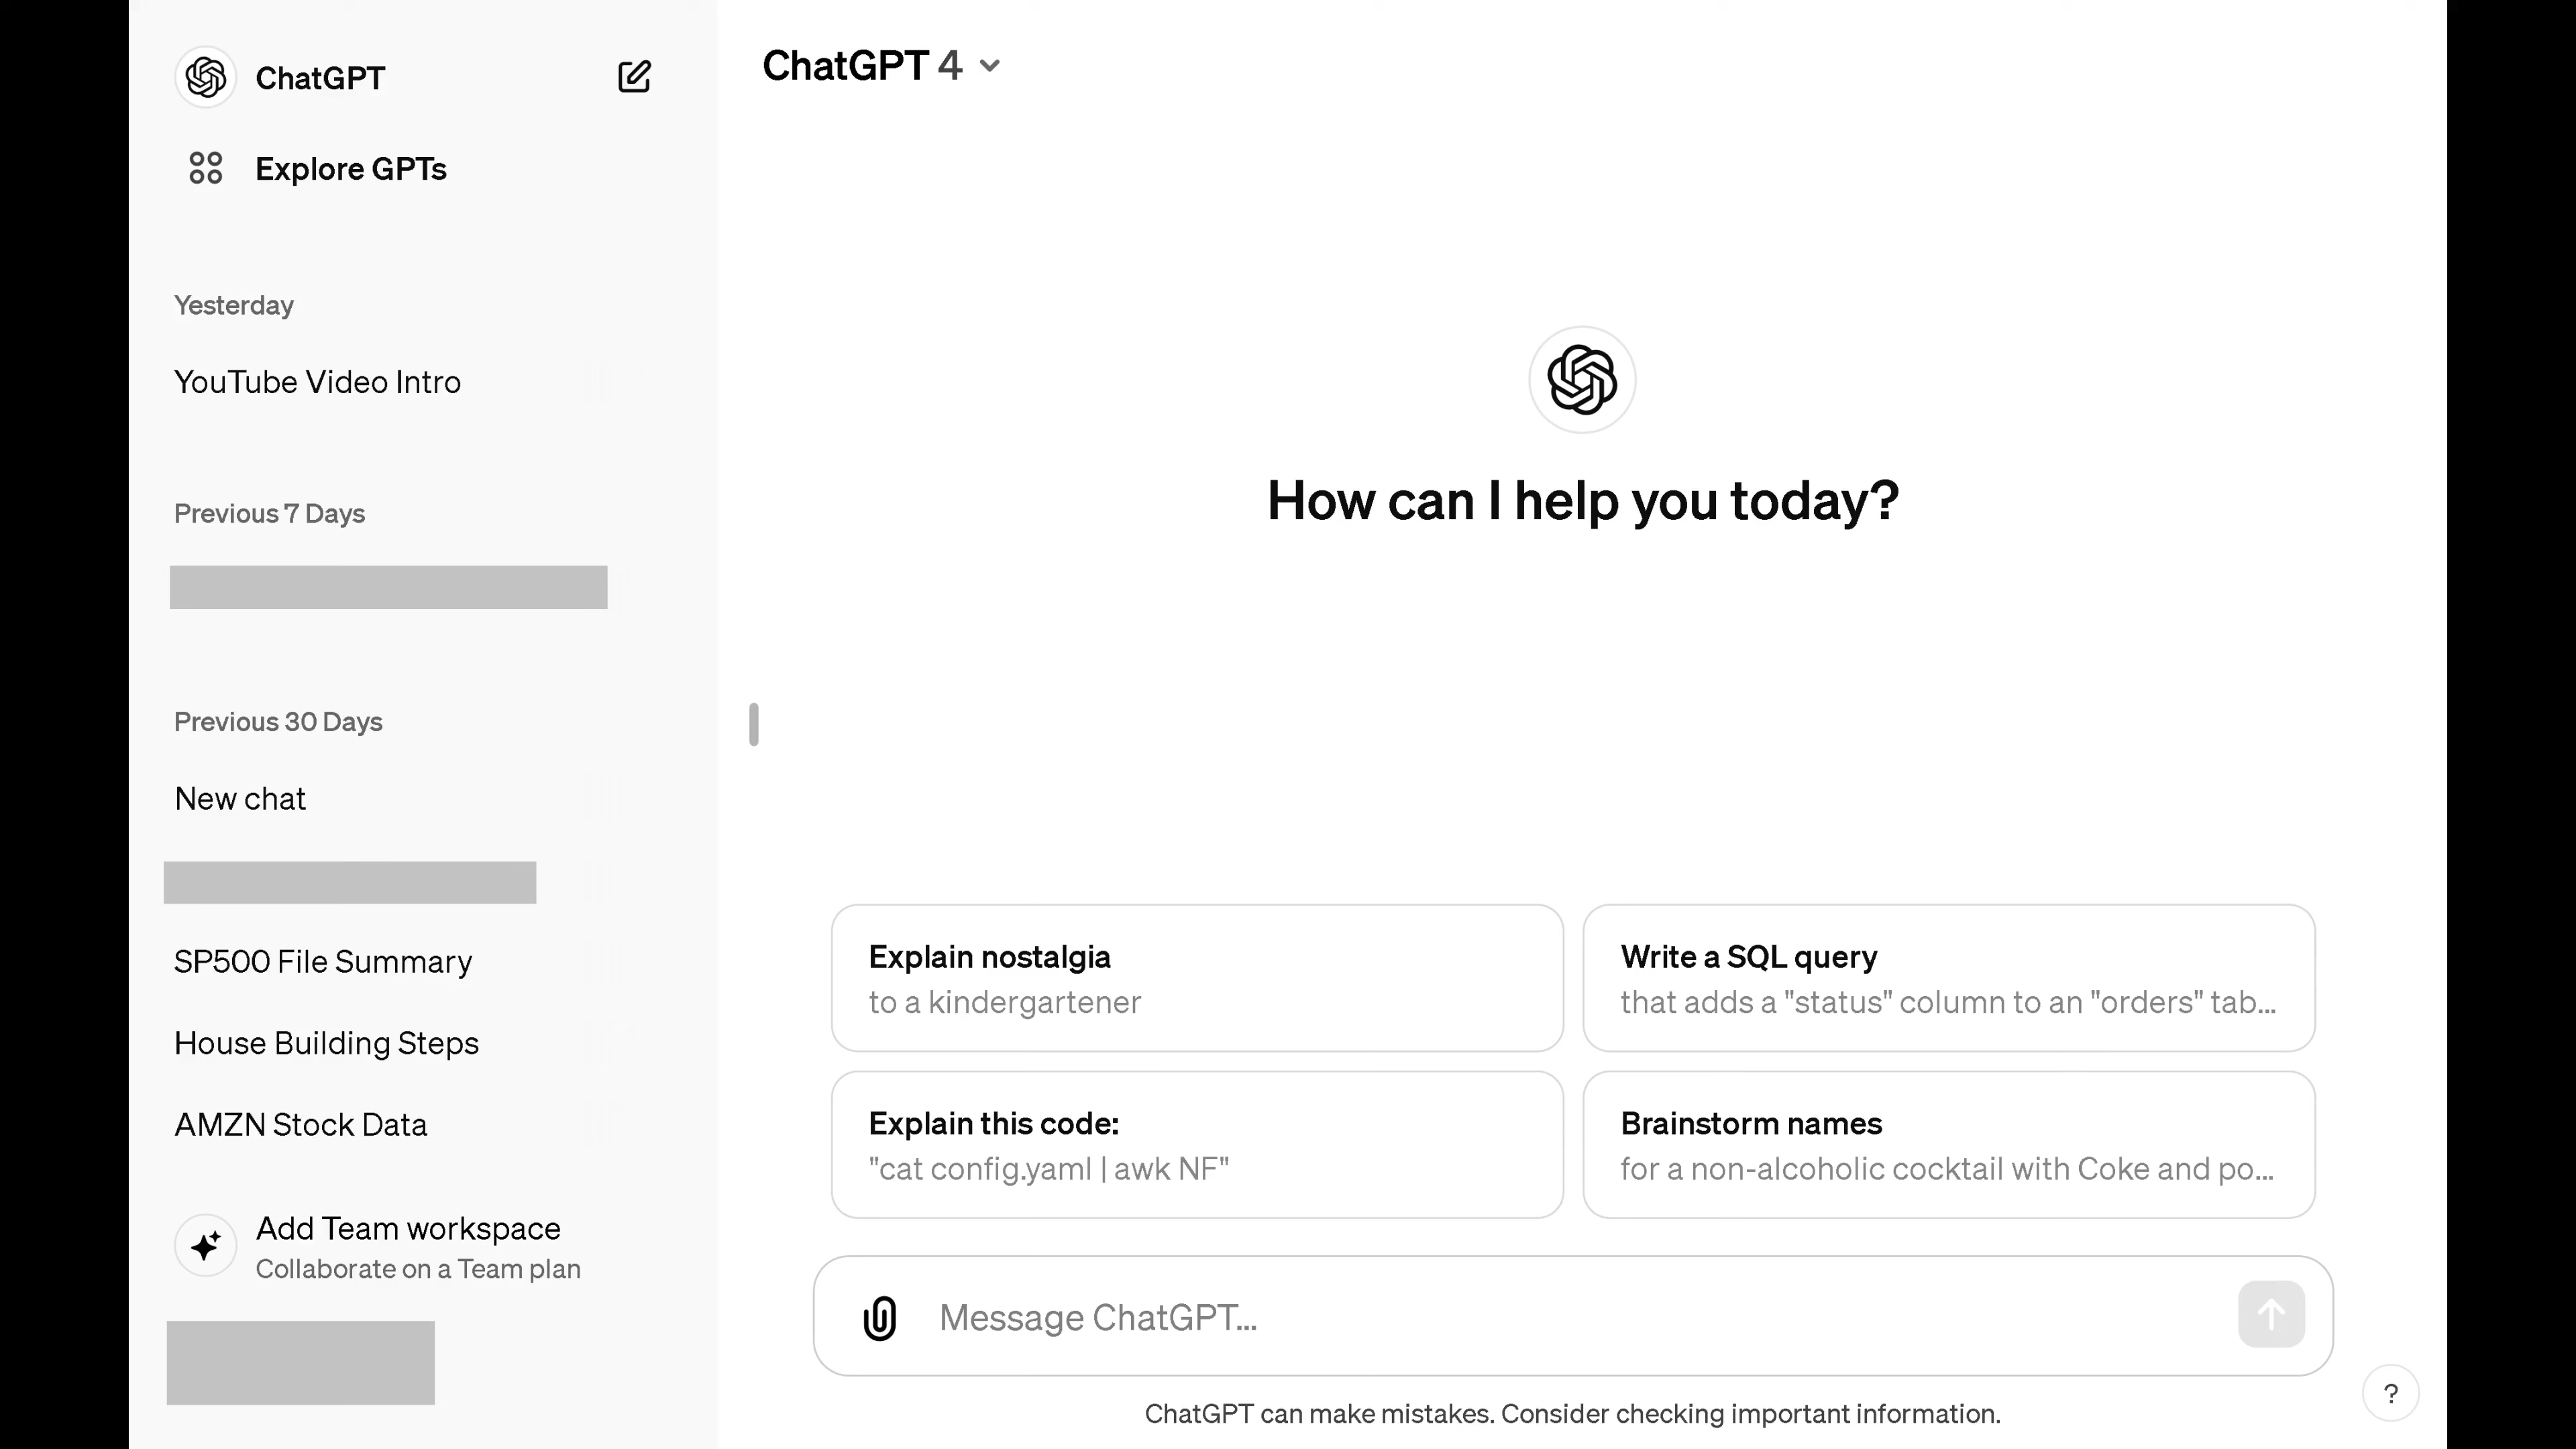 ChatGPT
Explore GPTs
Yesterday
YouTube Video Intro
Previous 7 Days
Previous 30 Days
New chat
SP500 File Summary
House Building Steps
AMZN Stock Data
Add Team workspace
Collaborate on a Team plan
ChatGPT 4
How can I help you today?
Explain nostalgia
to a kindergartener
Write a SQL query
that adds a "status" column to an "orders" tab...
Explain this code:
"cat config.yaml | awk NF"
Brainstorm names
for a non-alcoholic cocktail with Coke and po...
Message ChatGPT...
ChatGPT can make mistakes. Consider checking important information.
?